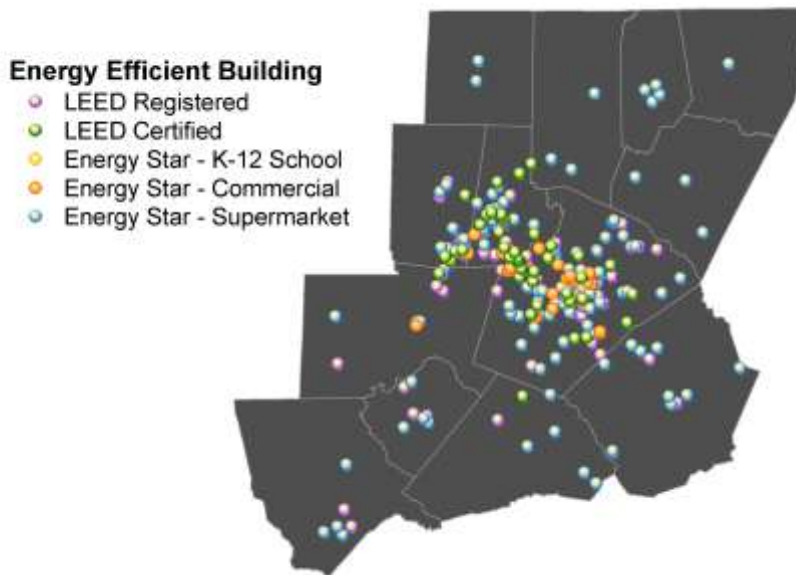 Energy Efficient Building
LEED Registered
LEED Certified
Energy Star - K-12 School
Energy Star - Commercial
Energy Star - Supermarket